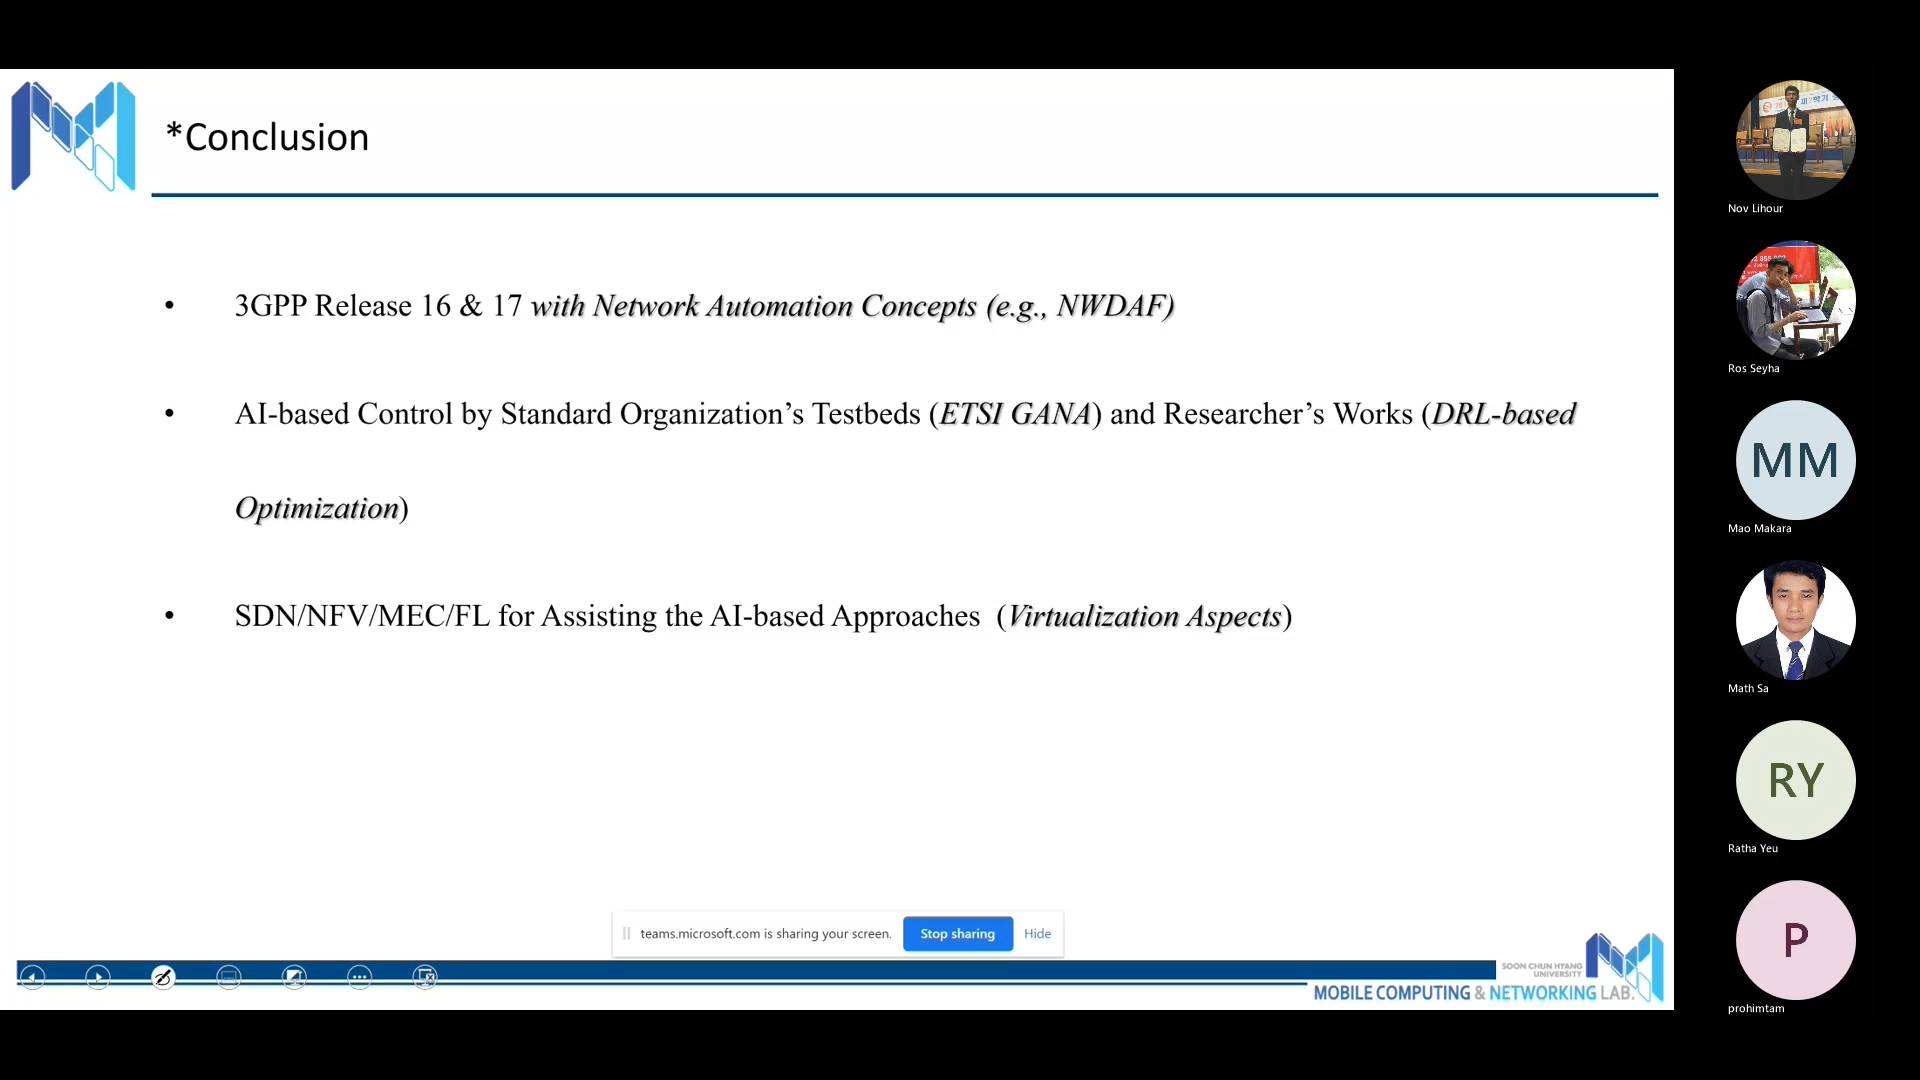 *Conclusion
• 3GPP Release 16 & 17 with Network Automation Concepts (e.g., NWDAF)
• AI-based Control by Standard Organization’s Testbeds (ETSI GANA) and Researcher’s Works (DRL-based
Optimization)
• SDN/NFV/MEC/FL for Assisting the AI-based Approaches (Virtualization Aspects)
teams.microsoft.com is sharing your screen. Stop sharing Hide
SOON CHUN HYANG
UNIVERSITY
MOBILE COMPUTING & NETWORKING LAB.
Nov Lihour
Ros Seyha
MM
Mao Makara
Math Sa
RY
Ratha Yeu
P
prohimtam